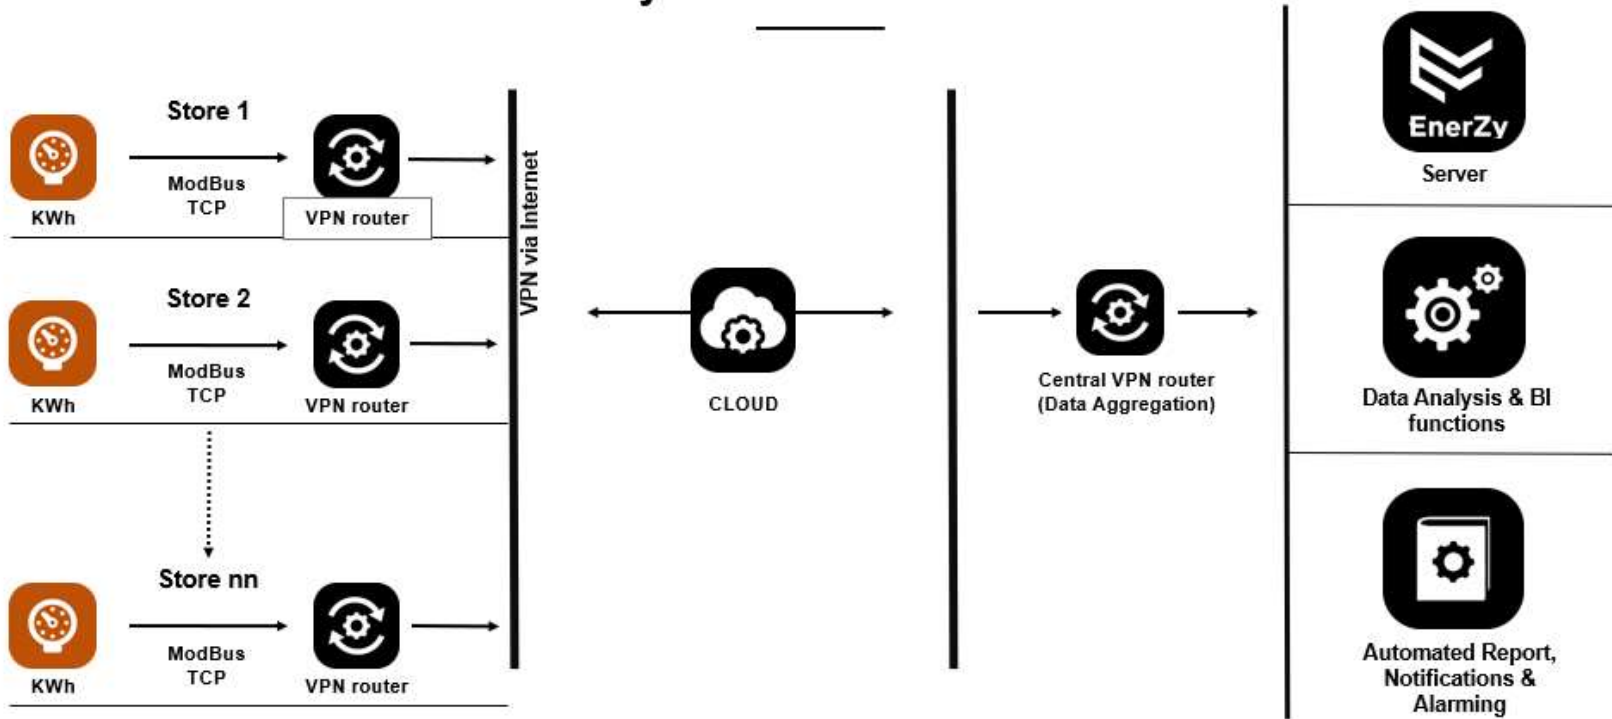 Store 1
ModBus
TCP
KWh
VPN router
Store 2
ModBus
TCP
KWh
VPN router
Store nn
ModBus
TCP
KWh
VPN router
VPN via Internet
CLOUD
Central VPN router
(Data Aggregation)
EnerZy
Server
Data Analysis & BI
functions
Automated Report,
Notifications &
Alarming